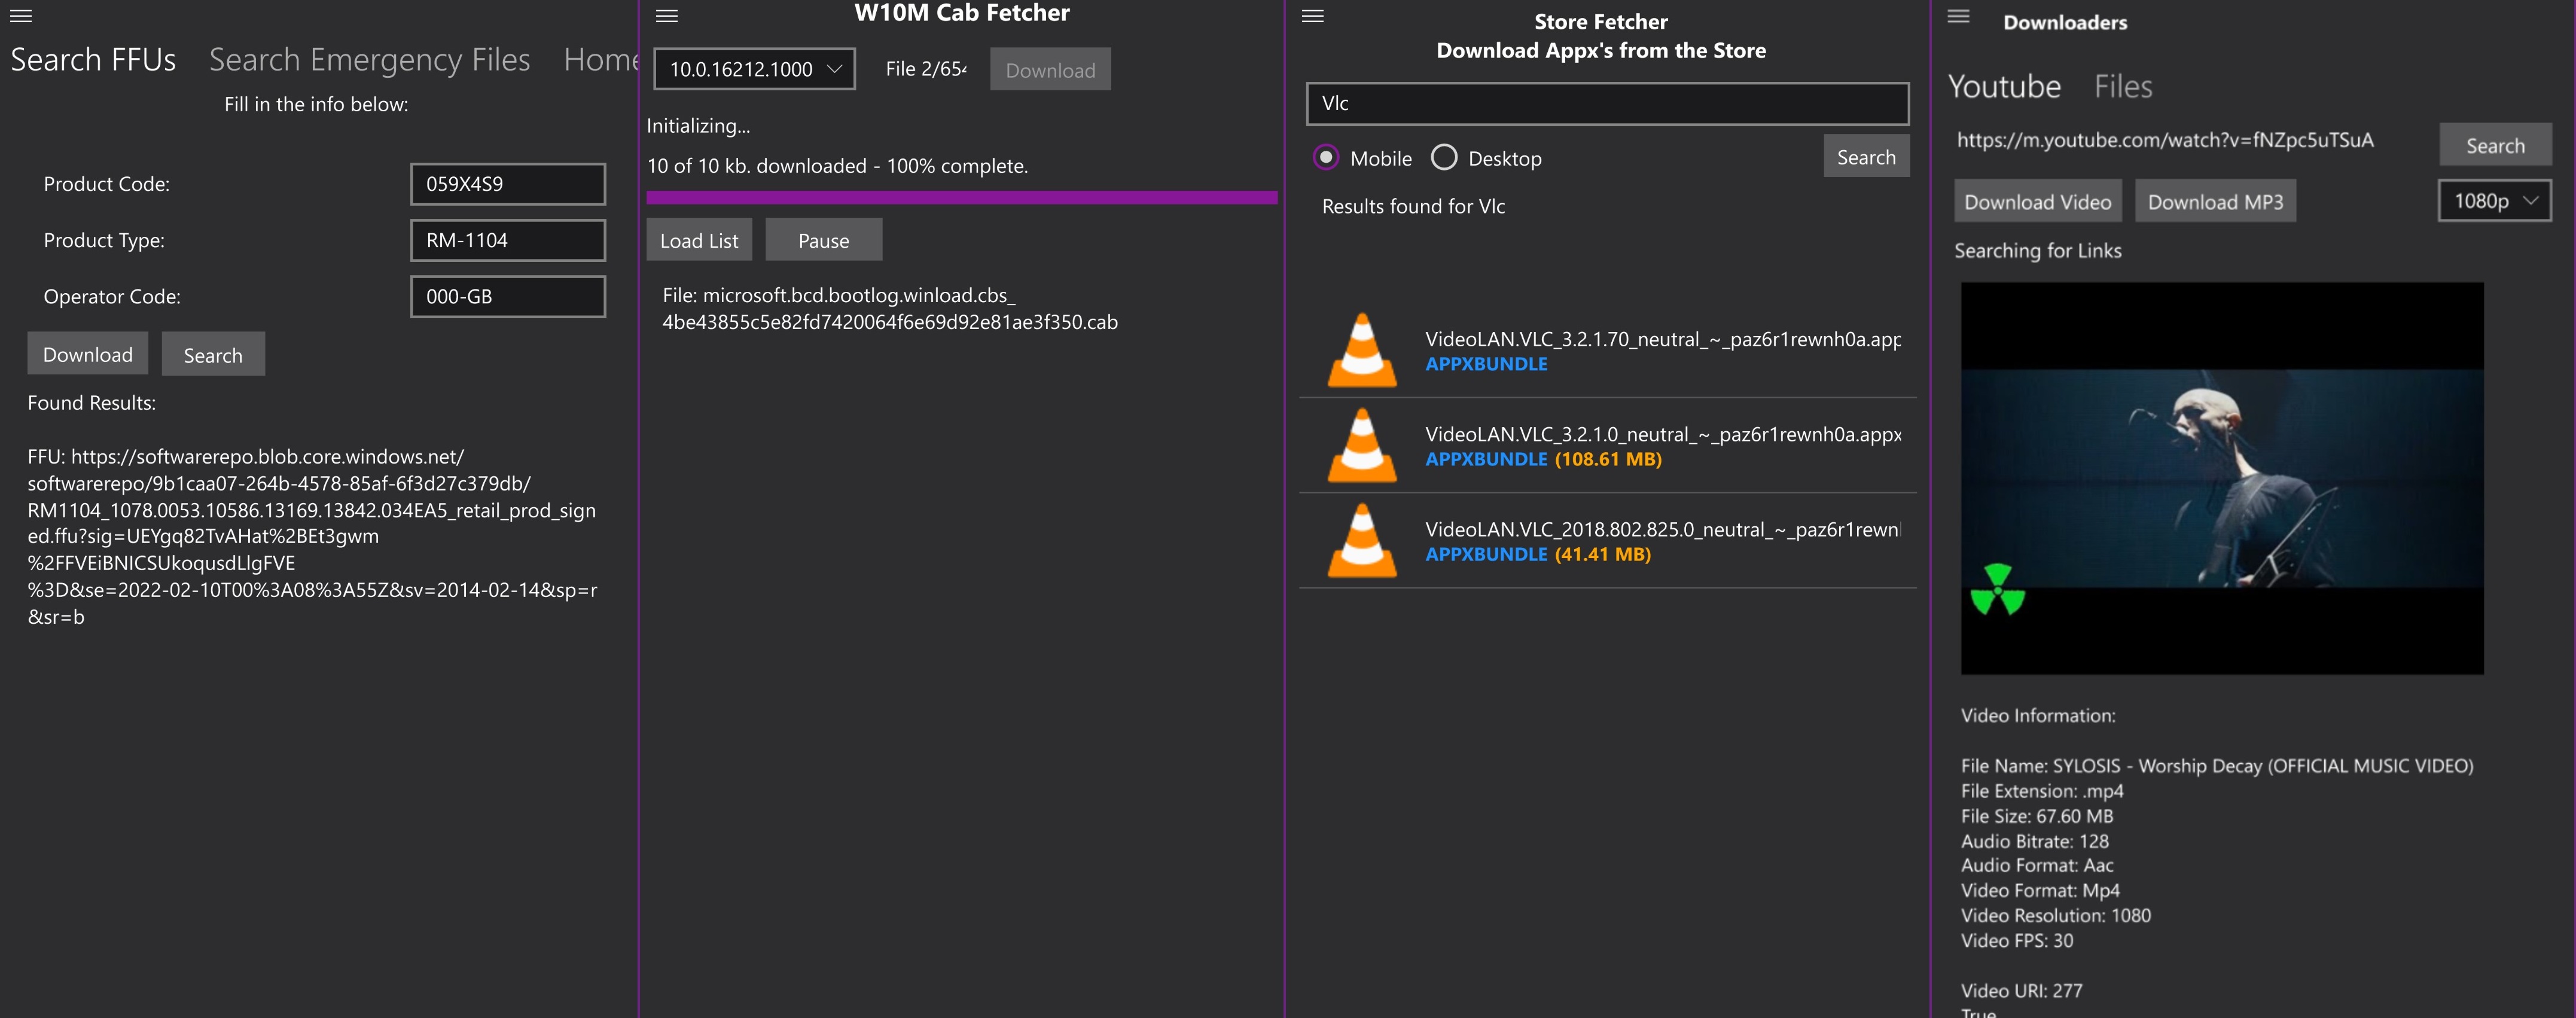 Search FFUs Search Emergency Files Home
Fill in the info below:
Product Code: 059X4S9
Product Type: RM-1104
Operator Code: 000-GB
Download Search
Found Results:
FFU: https://softwarerepo.blob.core.windows.net/
softwarerepo/9b1caa07-264b-4578-85af-6f3d27c379db/
RM1104_1078.0053.10586.13169.13842.034EA5_retail_prod_sign
ed.ffu?sig=UEYgq82TvAHat%2BEt3gwm
%2FFVEiBNICSUkoqusdLlgFVE
%3D&se=2022-02-10T00%3A08%3A55Z&sv=2014-02-14&sp=r
&sr=b
W10M Cab Fetcher
10.0.16212.1000 File 2/654 Download
Initializing...
10 of 10 kb. downloaded - 100% complete.
Load List Pause
File: microsoft.bcd.bootlog.winload.cbs_
4be43855c5e82fd7420064f6e69d92e81ae3f350.cab
Store Fetcher
Download Appx's from the Store
Vlc
Mobile Desktop Search
Results found for Vlc
VideoLAN.VLC_3.2.1.70_neutral_~_paz6r1rewnh0a.app
APPXBUNDLE
VideoLAN.VLC_3.2.1.0_neutral_~_paz6r1rewnh0a.appx
APPXBUNDLE (108.61 MB)
VideoLAN.VLC_2018.802.825.0_neutral_~_paz6r1rewnl
APPXBUNDLE (41.41 MB)
Downloaders
Youtube Files
https://m.youtube.com/watch?v=fNZpc5uTSuA Search
Download Video Download MP3 1080p
Searching for Links
Video Information:
File Name: SYLOSIS - Worship Decay (OFFICIAL MUSIC VIDEO)
File Extension: .mp4
File Size: 67.60 MB
Audio Bitrate: 128
Audio Format: Aac
Video Format: Mp4
Video Resolution: 1080
Video FPS: 30
Video URI: 277
True